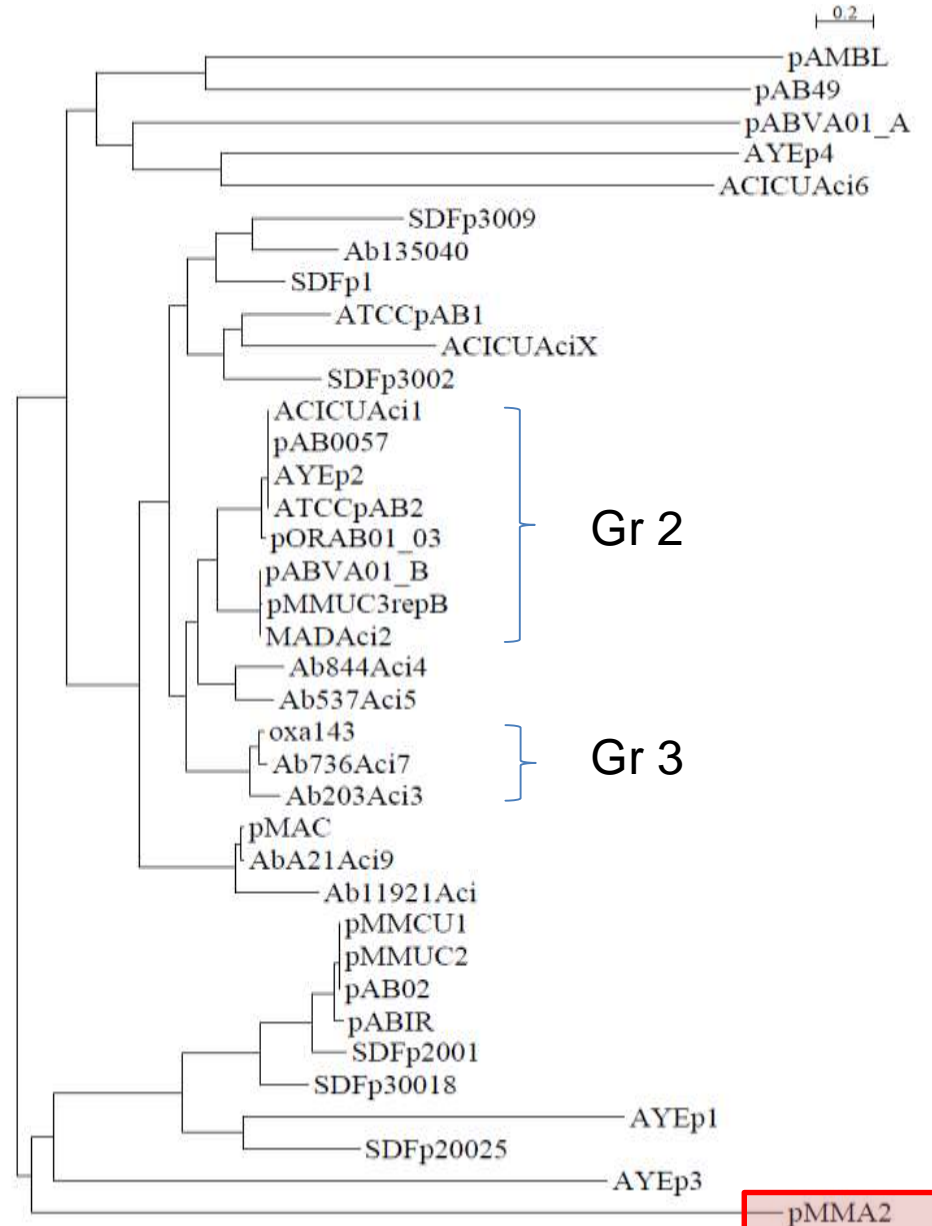 0.2
pAMBL
pAB49
pABVA01_A
AYEp4
ACICUAci6
SDFp3009
Ab135040
SDFp1
ATCCpAB1
ACICUAciX
SDFp3002
ACICUAci1
pAB0057
AYEp2
ATCCpAB2
pORAB01_03
pABVA01_B
pMMUC3repB
MADAci2
Gr 2
Ab844Aci4
Ab537Aci5
oxa143
Ab736Aci7
Ab203Aci3
Gr 3
pMAC
AbA21Aci9
Ab11921Aci
pMMCU1
pMMUC2
pAB02
pABIR
SDFp2001
SDFp30018
AYEp1
SDFp20025
AYEp3
pMMA2